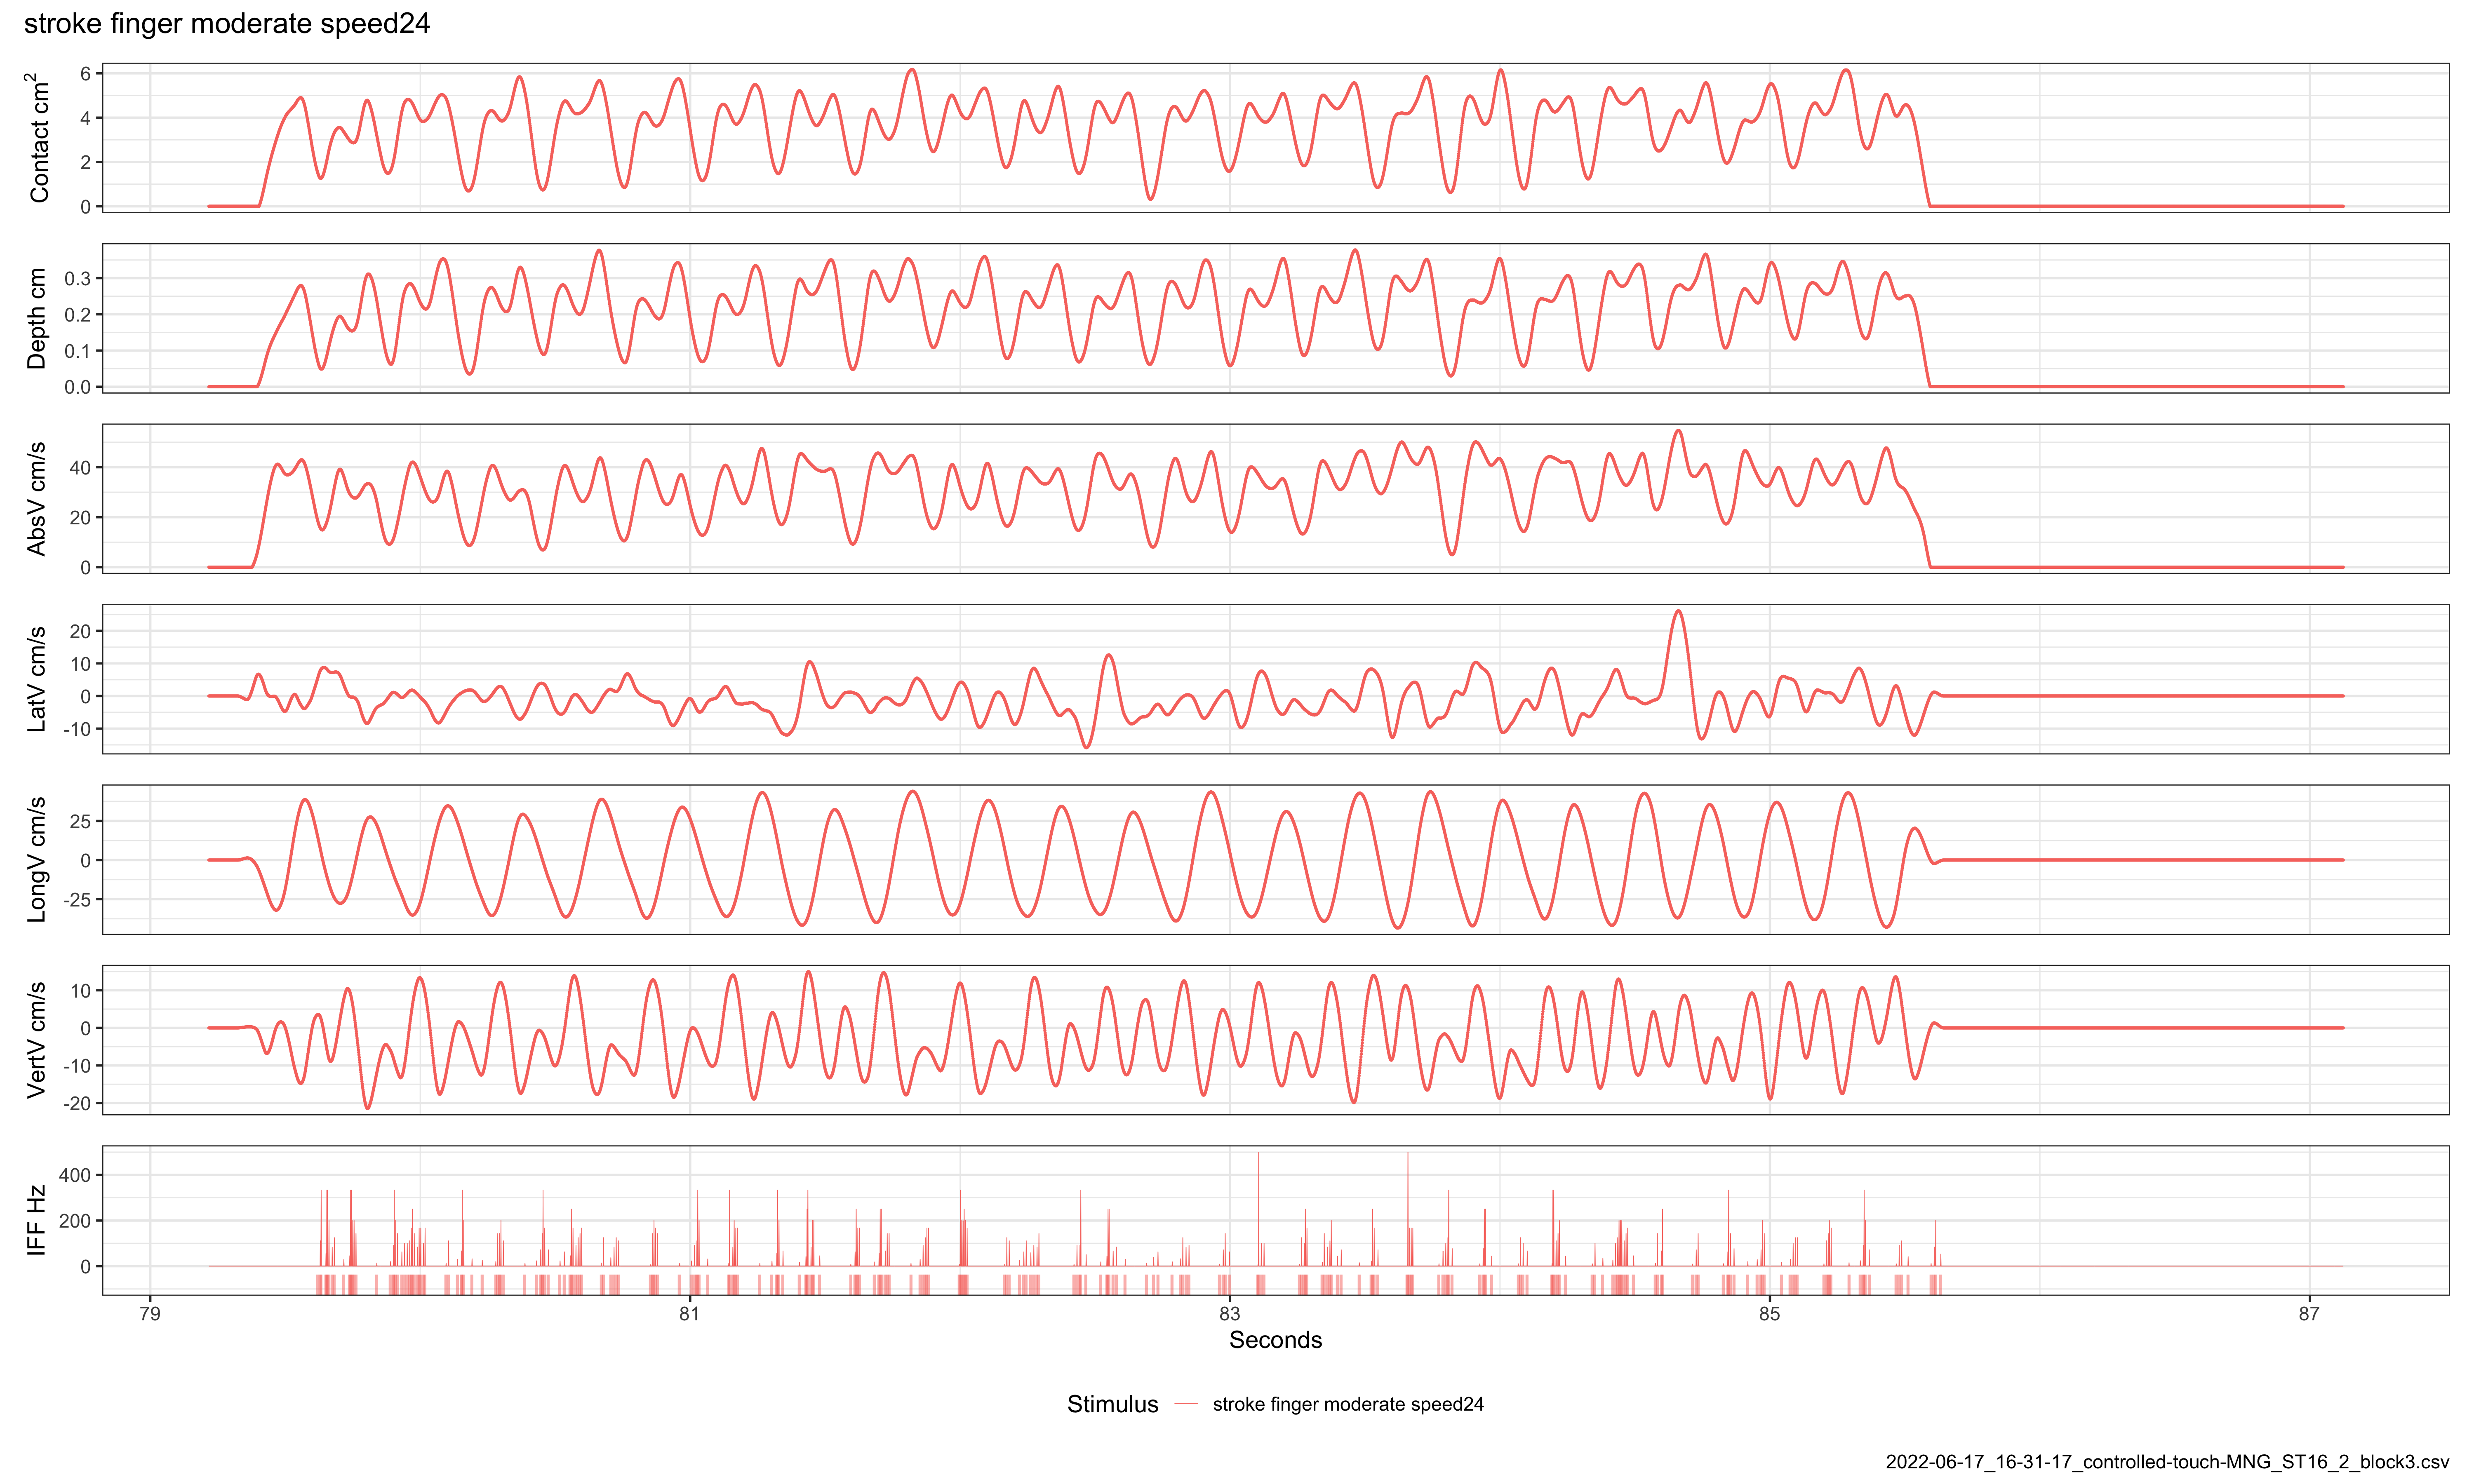 stroke finger moderate speed24
Contact cm²
6
4
2
0
Depth cm
0.3
0.2
0.1
0.0
AbsV cm/s
40
20
0
LatV cm/s
20
10
0
-10
LongV cm/s
25
0
-25
VertV cm/s
10
0
-10
-20
IFF Hz
400
200
0
79 81 83 85 87
Seconds
Stimulus stroke finger moderate speed24
2022-06-17_16-31-17_controlled-touch-MNG_ST16_2_block3.csv